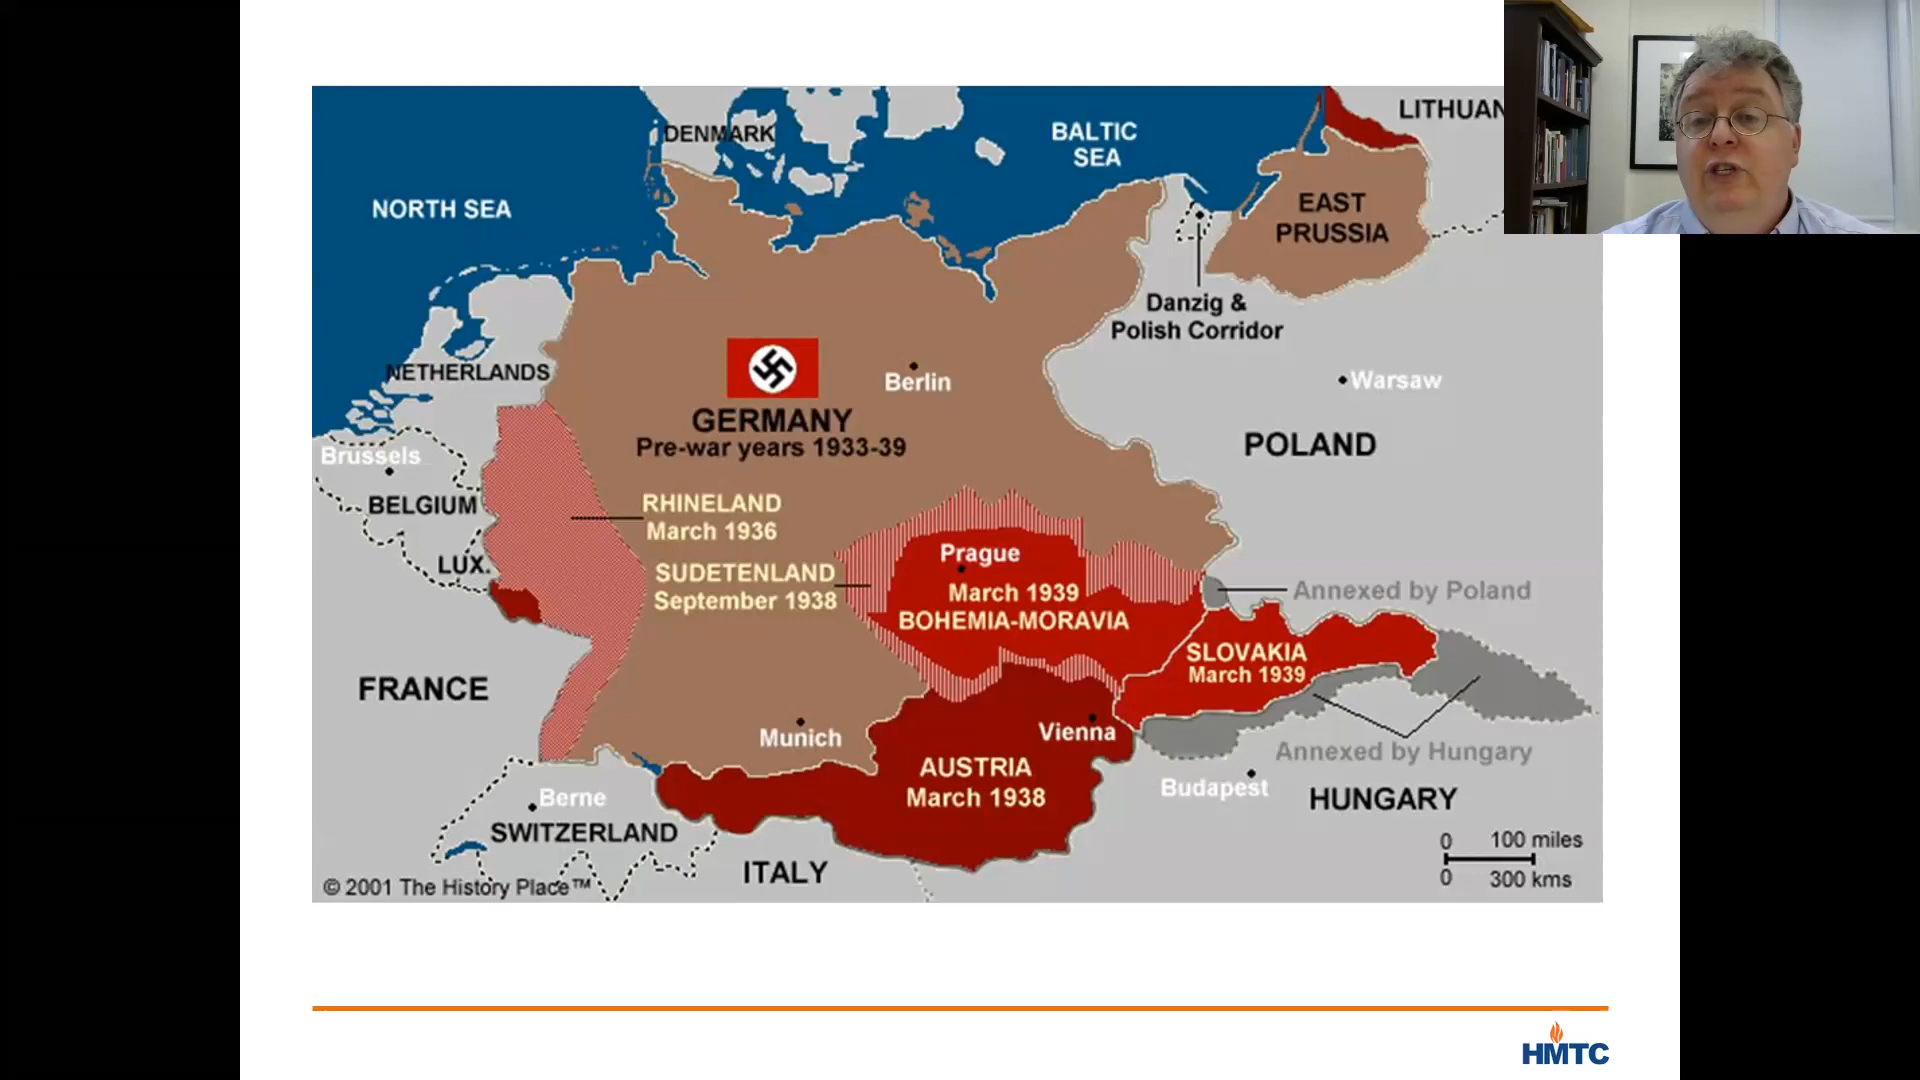 DENMARK
BALTIC
SEA
LITHUAN
NORTH SEA
EAST
PRUSSIA
Danzig &
Polish Corridor
NETHERLANDS
Berlin
Warsaw
GERMANY
Pre-war years 1933-39
POLAND
Brussels
BELGIUM
RHINELAND
March 1936
LUX.
SUDETENLAND
September 1938
Prague
March 1939
BOHEMIA-MORAVIA
Annexed by Poland
SLOVAKIA
March 1939
FRANCE
Munich
Vienna
AUSTRIA
March 1938
Annexed by Hungary
Budapest
HUNGARY
Berne
SWITZERLAND
ITALY
0 100 miles
0 300 kms
© 2001 The History Place™
HMTC